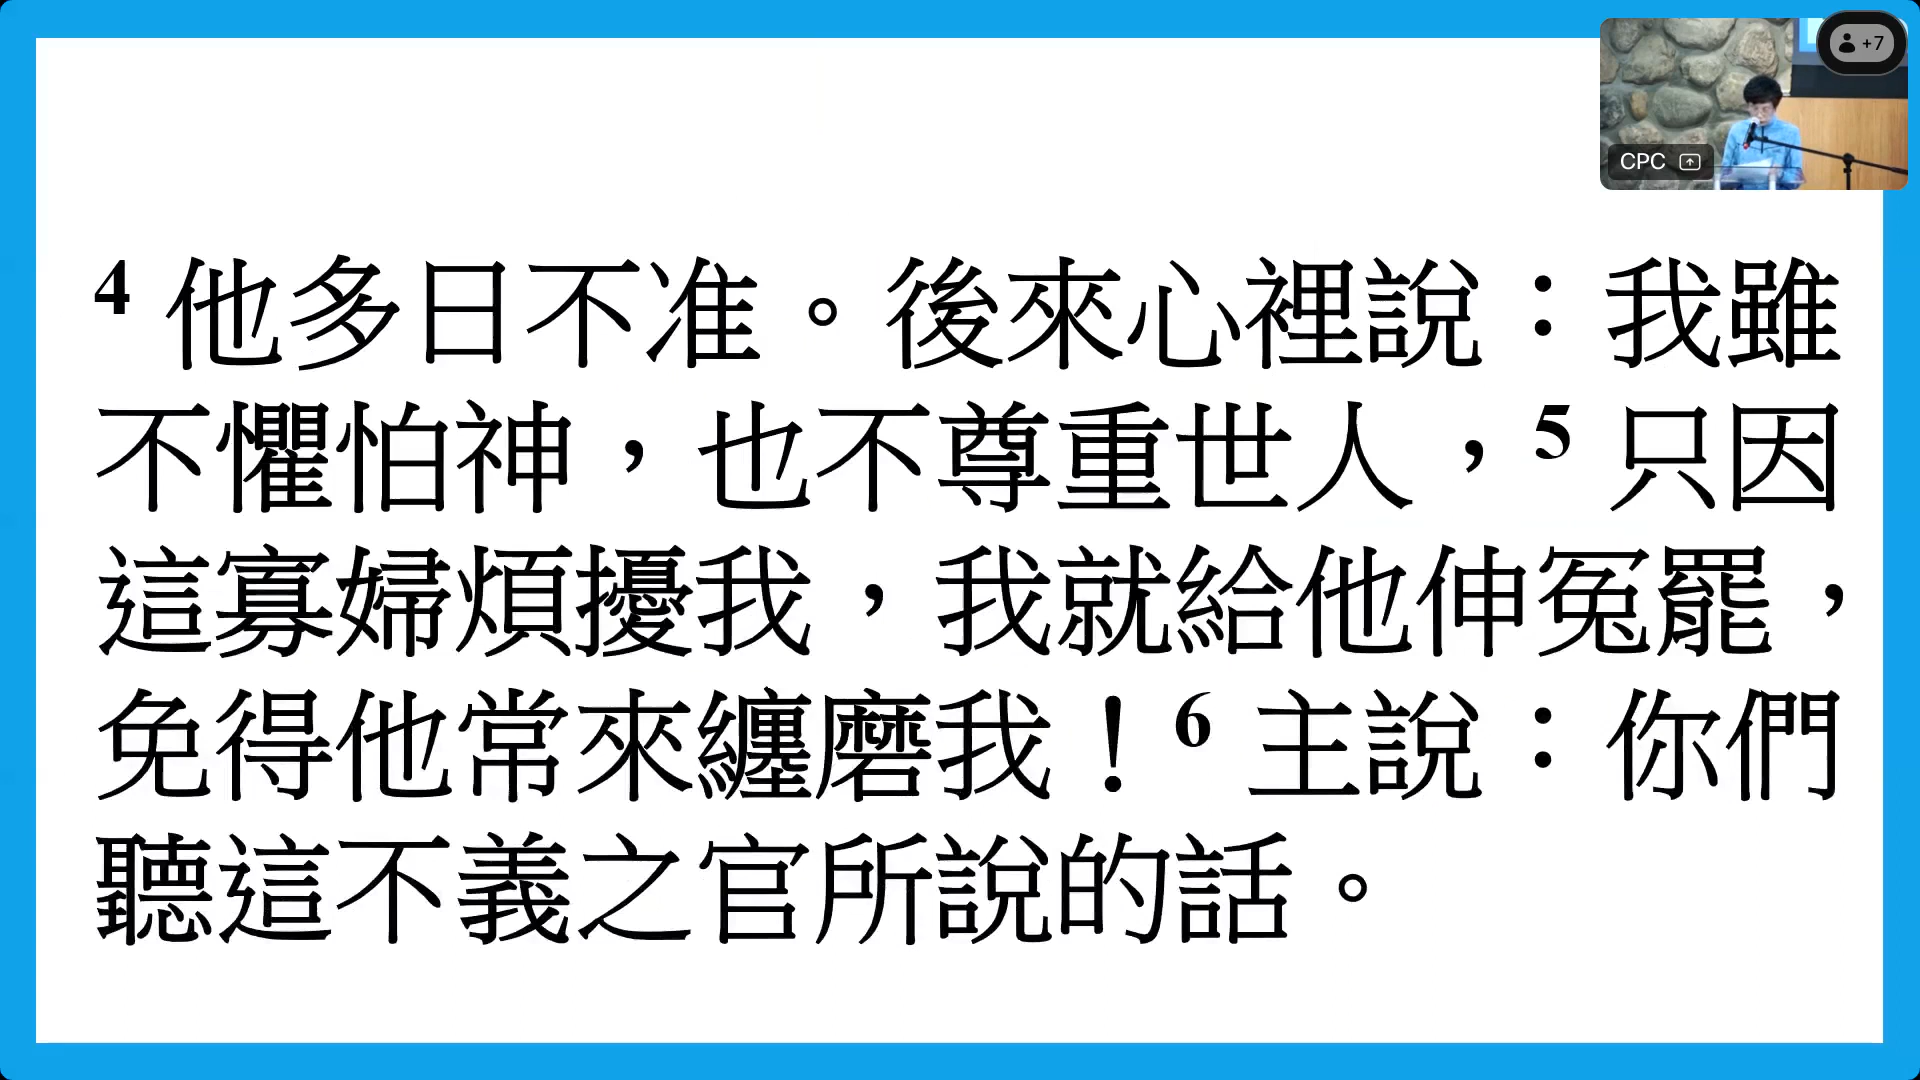 +7
CPC
4 他多日不准。後來心裡說：我雖
不懼怕神，也不尊重世人，5 只因
這寡婦煩擾我，我就給他伸冤罷，
免得他常來纏磨我！6 主說：你們
聽這不義之官所說的話。